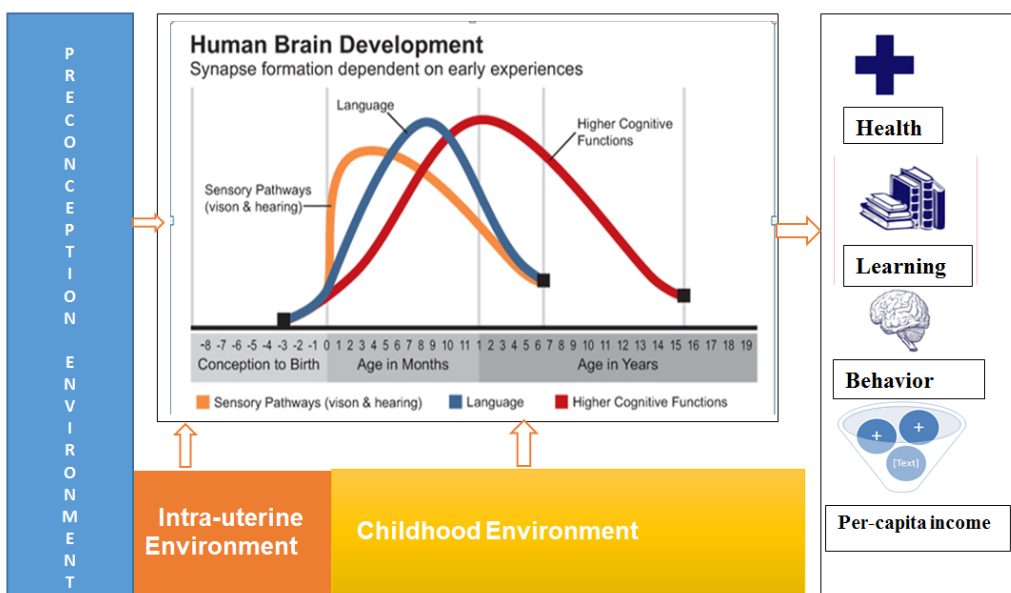 PRECONCEPTION ENVIRONMENT
Human Brain Development
Synapse formation dependent on early experiences
Language
Higher Cognitive
Functions
Sensory Pathways
(vison & hearing)
-8 -7 -6 -5 -4 -3 -2 -1 0 1 2 3 4 5 6 7 8 9 10 11 1 2 3 4 5 6 7 8 9 10 11 12 13 14 15 16 17 18 19
Conception to Birth Age in Months Age in Years
Sensory Pathways (vison & hearing) Language Higher Cognitive Functions
Intra-uterine
Environment
Childhood Environment
Health
Learning
Behavior
+ +
[Text]
Per-capita income